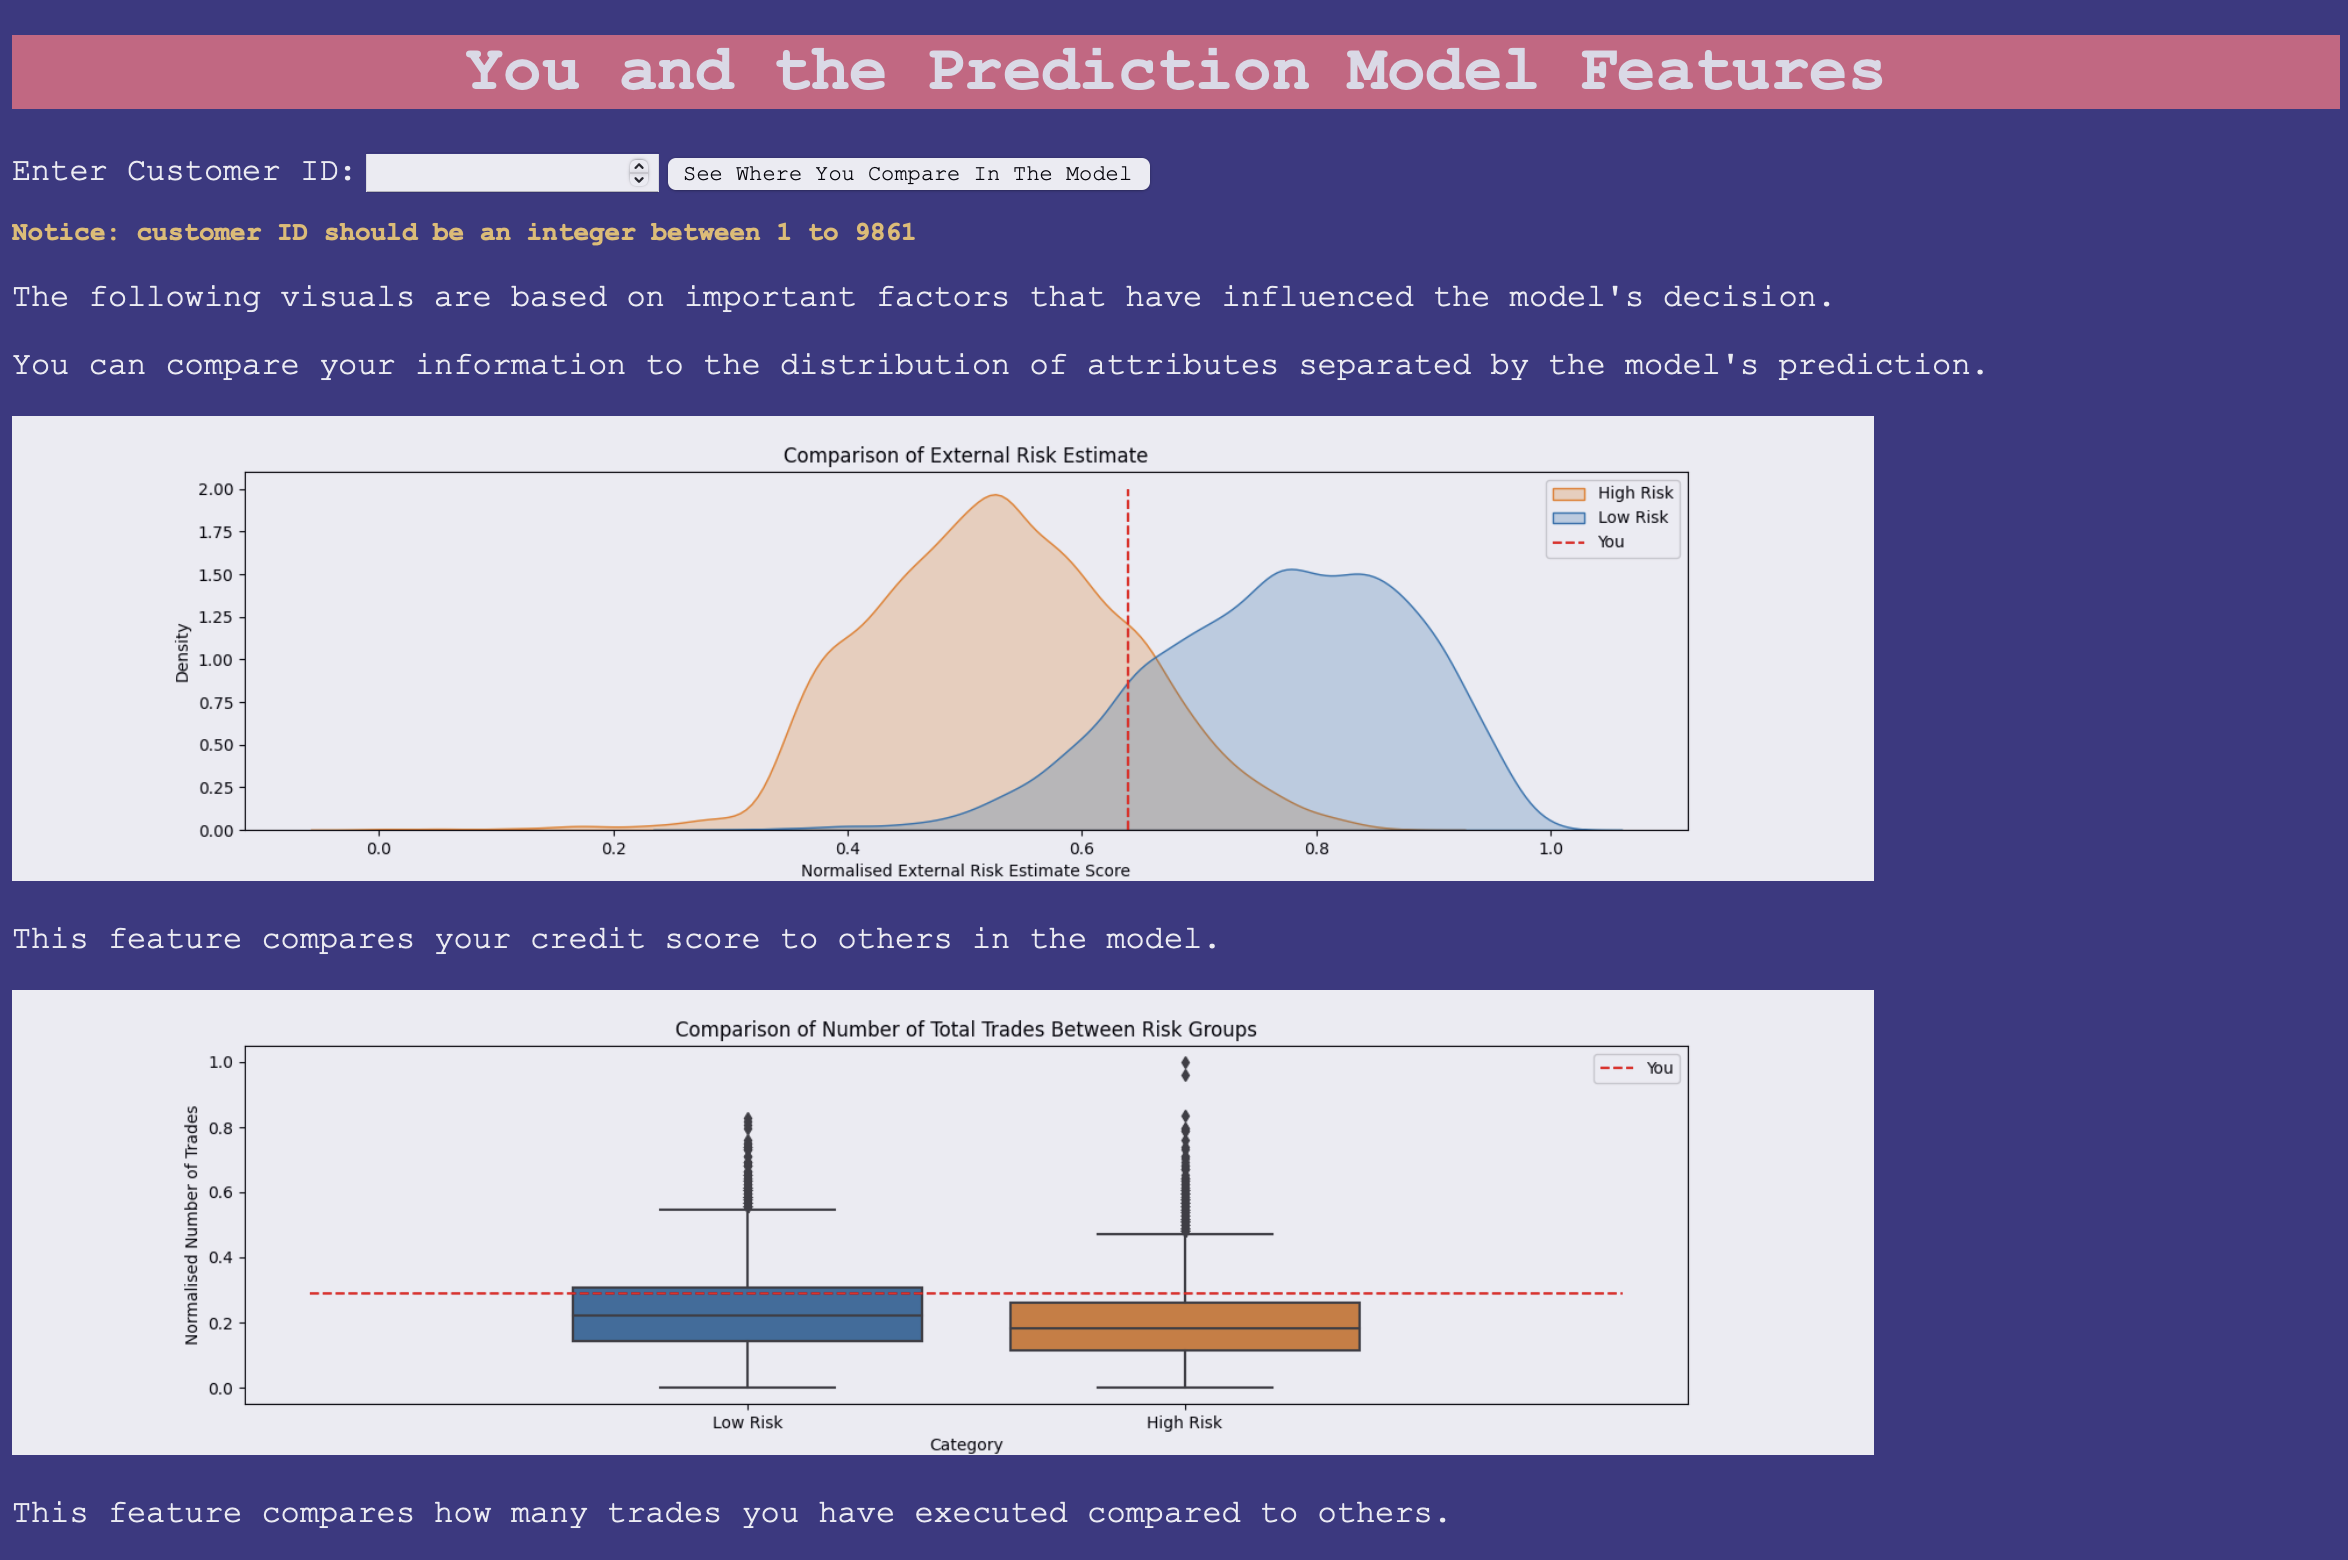 You and the Prediction Model Features
Enter Customer ID: See Where You Compare In The Model
Notice: customer ID should be an integer between 1 to 9861
The following visuals are based on important factors that have influenced the model's decision.
You can compare your information to the distribution of attributes separated by the model's prediction.
Comparison of External Risk Estimate
2.00
1.75
1.50
1.25
1.00
0.75
0.50
0.25
0.00
Density
High Risk
Low Risk
You
0.0 0.2 0.4 0.6 0.8 1.0
Normalised External Risk Estimate Score
This feature compares your credit score to others in the model.
Comparison of Number of Total Trades Between Risk Groups
1.0
0.8
0.6
0.4
0.2
0.0
Normalised Number of Trades
You
Low Risk High Risk
Category
This feature compares how many trades you have executed compared to others.